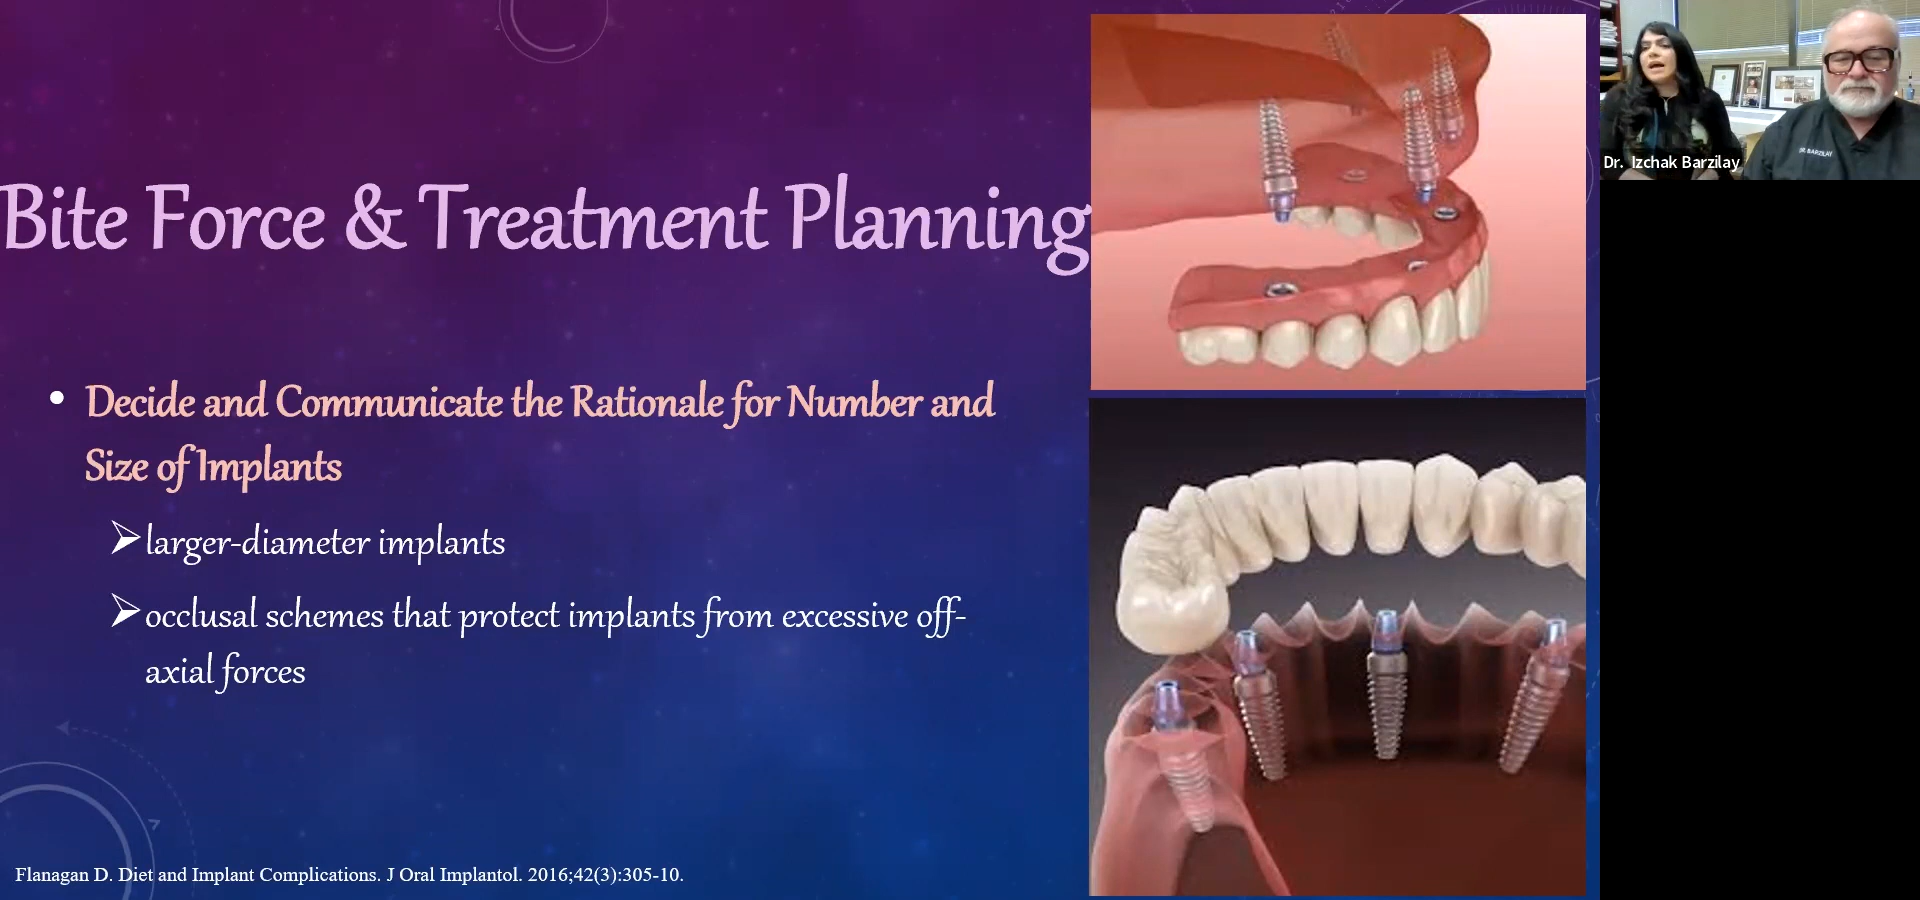 Bite Force & Treatment Planning
• Decide and Communicate the Rationale for Number and
Size of Implants
➢larger-diameter implants
➢occlusal schemes that protect implants from excessive off-
axial forces
Flanagan D. Diet and Implant Complications. J Oral Implantol. 2016;42(3):305-10.
Dr. Izchak Barzilay
DR. BARZILAY